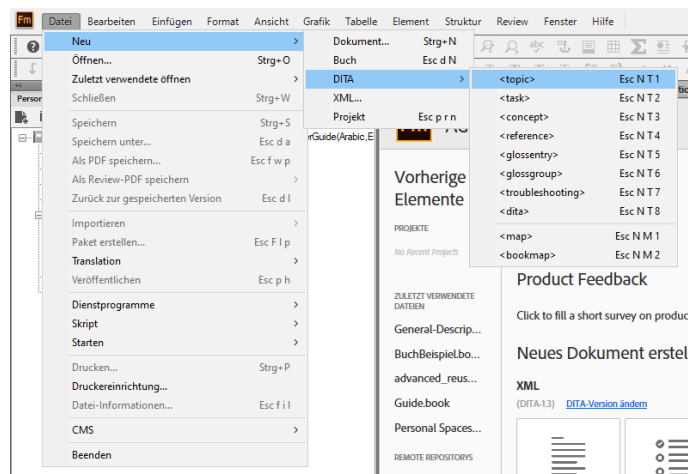 Fm Datei Bearbeiten Einfügen Format Ansicht Grafik Tabelle Element Struktur Review Fenster Hilfe
Neu >
Öffnen... Strg+O
Zuletzt verwendete öffnen >
Schließen Strg+W
Speichern Strg+S
Speichern unter... Esc d a
Als PDF speichern... Esc f w p
Als Review-PDF speichern >
Zurück zur gespeicherten Version Esc d l
Importieren >
Paket erstellen... Esc F l p
Translation >
Veröffentlichen Esc p h
Dienstprogramme >
Skript >
Starten >
Drucken... Strg+P
Druckereinrichtung...
Datei-Informationen... Esc f i l
CMS >
Beenden
Dokument... Strg+N
Buch Esc d N
DITA >
XML...
Projekt Esc p r n
<topic> Esc N T 1
<task> Esc N T 2
<concept> Esc N T 3
<reference> Esc N T 4
<glossentry> Esc N T 5
<glossgroup> Esc N T 6
<troubleshooting> Esc N T 7
<dita> Esc N T 8
<map> Esc N M 1
<bookmap> Esc N M 2
Person
rGuide(Arabic,E
Vorherige
Elemente
PROJEKTE
No Recent Projects
ZULETZT VERWENDETE
DATEIEN
General-Descrip...
BuchBeispiel.bo...
advanced_reus...
Guide.book
Personal Spaces...
REMOTE REPOSITORYS
Product Feedback
Click to fill a short survey on produc
Neues Dokument erstel
XML
(DITA-1.3) DITA-Version ändern